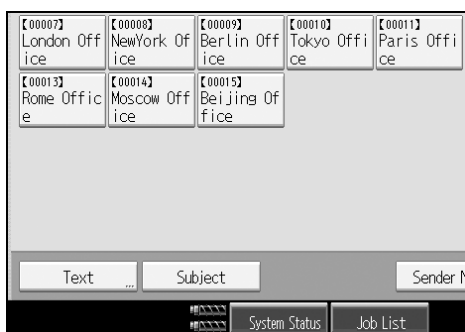 【00007】 【00008】 【00009】 【00010】 【00011】
London Off NewYork Of Berlin Off Tokyo Offi Paris Offi
ice ice ice ce ce
【00013】 【00014】 【00015】
Rome Offic Moscow Off Beijing Of
e ice fice
Text ... Subject Sender
System Status Job List